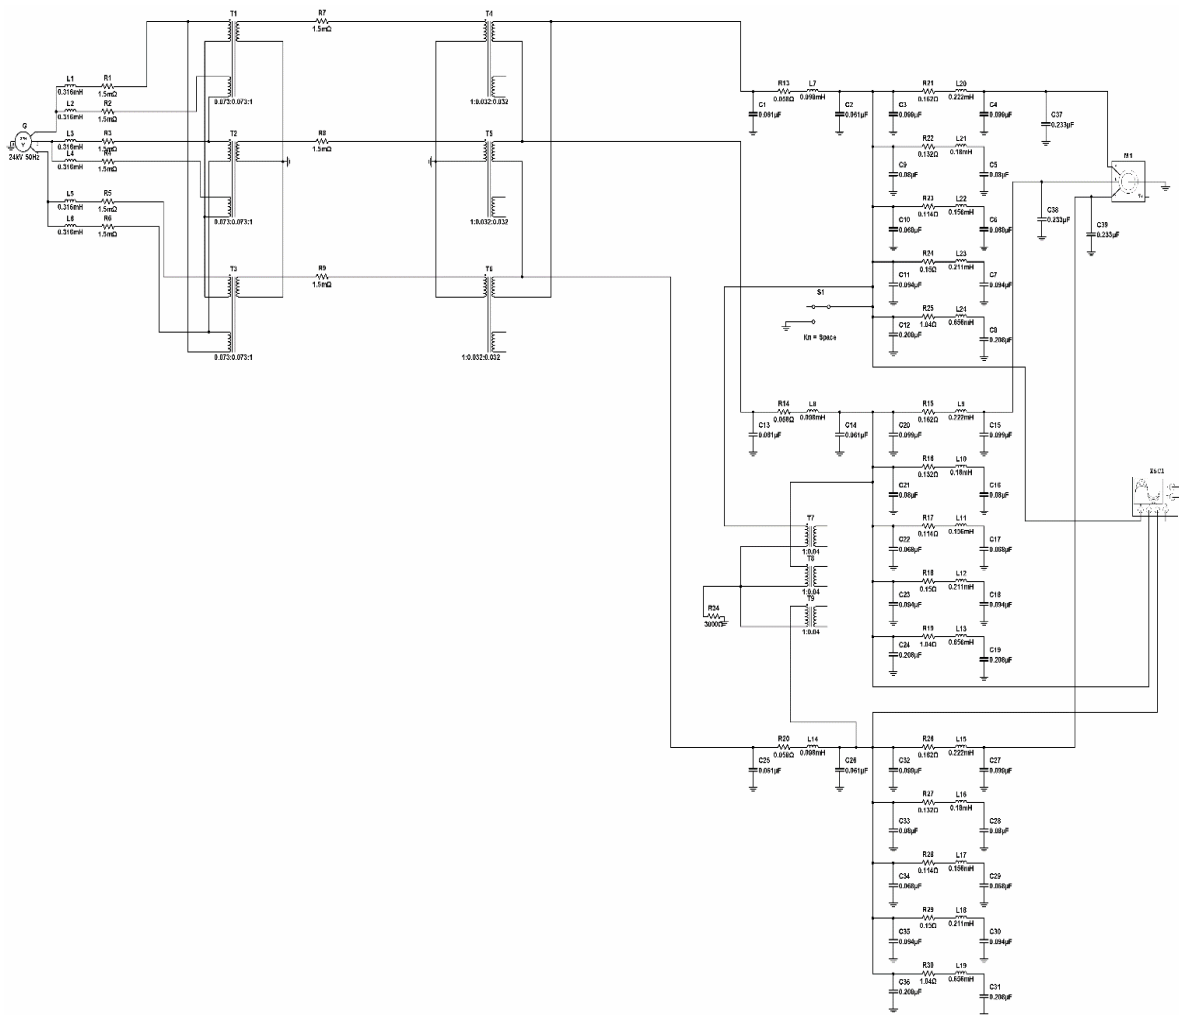 T1
R7
1.5mΩ
T4
L1
0.316mH
R1
1.5mΩ
L2
0.316mH
R2
1.5mΩ
0.073:0.073:1
1:0.032:0.032
G
24kV 50Hz
L3
0.316mH
R3
1.5mΩ
L4
0.316mH
R4
1.5mΩ
T2
R8
1.5mΩ
T5
L5
0.316mH
R5
1.5mΩ
L6
0.316mH
R6
1.5mΩ
0.073:0.073:1
1:0.032:0.032
T3
R9
1.5mΩ
T6
0.073:0.073:1
1:0.032:0.032
R13
0.058Ω
L7
0.098mH
C1
0.061µF
C2
0.061µF
R21
0.162Ω
L20
0.222mH
C3
0.099µF
C4
0.099µF
C37
0.233µF
R22
0.132Ω
L21
0.18mH
C9
0.08µF
C5
0.08µF
M1
R23
0.114Ω
L22
0.156mH
C10
0.068µF
C6
0.068µF
C38
0.233µF
C39
0.233µF
R24
0.15Ω
L23
0.211mH
C11
0.094µF
C7
0.094µF
S1
Key = Space
R25
1.04Ω
L24
0.656mH
C12
0.208µF
C8
0.208µF
R14
0.058Ω
L8
0.098mH
C13
0.061µF
C14
0.061µF
R15
0.162Ω
L9
0.222mH
C20
0.099µF
C15
0.099µF
R16
0.132Ω
L10
0.18mH
C21
0.08µF
C16
0.08µF
XSC1
T7
1:0.04
T8
1:0.04
T9
1:0.04
R34
3000Ω
R17
0.114Ω
L11
0.156mH
C22
0.068µF
C17
0.068µF
R18
0.15Ω
L12
0.211mH
C23
0.094µF
C18
0.094µF
R19
1.04Ω
L13
0.656mH
C24
0.208µF
C19
0.208µF
R20
0.058Ω
L14
0.098mH
C25
0.061µF
C26
0.061µF
R26
0.162Ω
L15
0.222mH
C32
0.099µF
C27
0.099µF
R27
0.132Ω
L16
0.18mH
C33
0.08µF
C28
0.08µF
R28
0.114Ω
L17
0.156mH
C34
0.068µF
C29
0.068µF
R29
0.15Ω
L18
0.211mH
C35
0.094µF
C30
0.094µF
R30
1.04Ω
L19
0.656mH
C36
0.208µF
C31
0.208µF